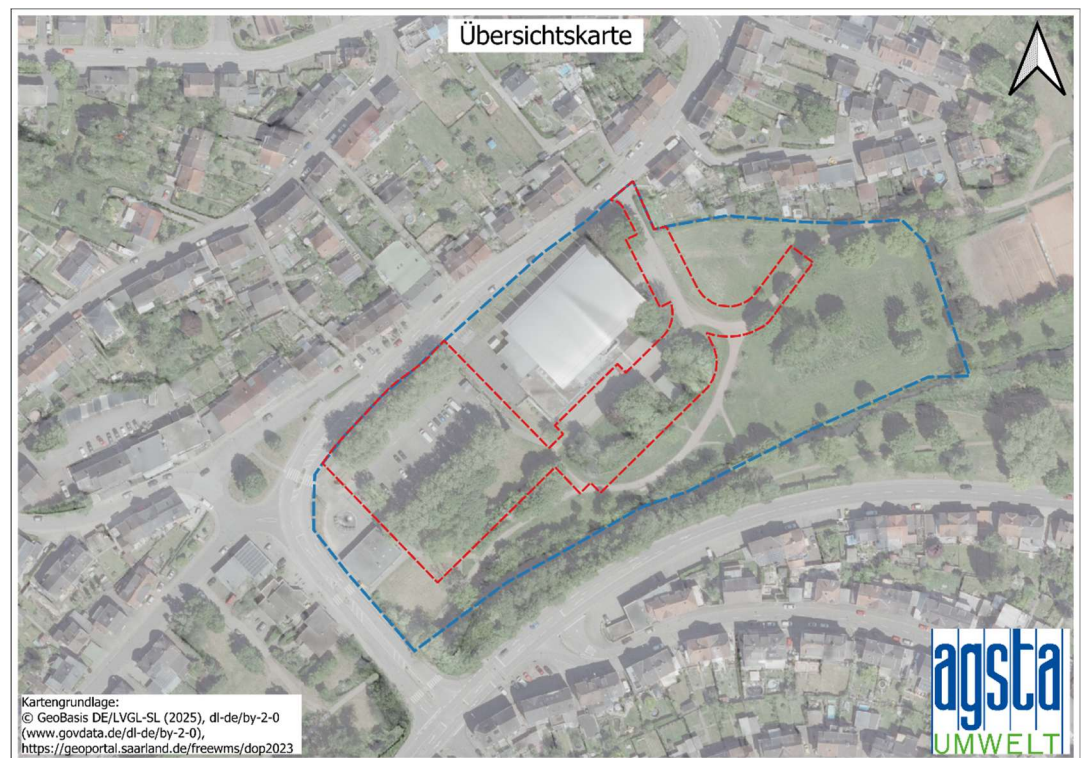 Übersichtskarte
Kartengrundlage:
© GeoBasis DE/LVGL-SL (2025), dl-de/by-2-0
(www.govdata.de/dl-de/by-2-0),
https://geoportal.saarland.de/freewms/dop2023
agsta
UMWELT